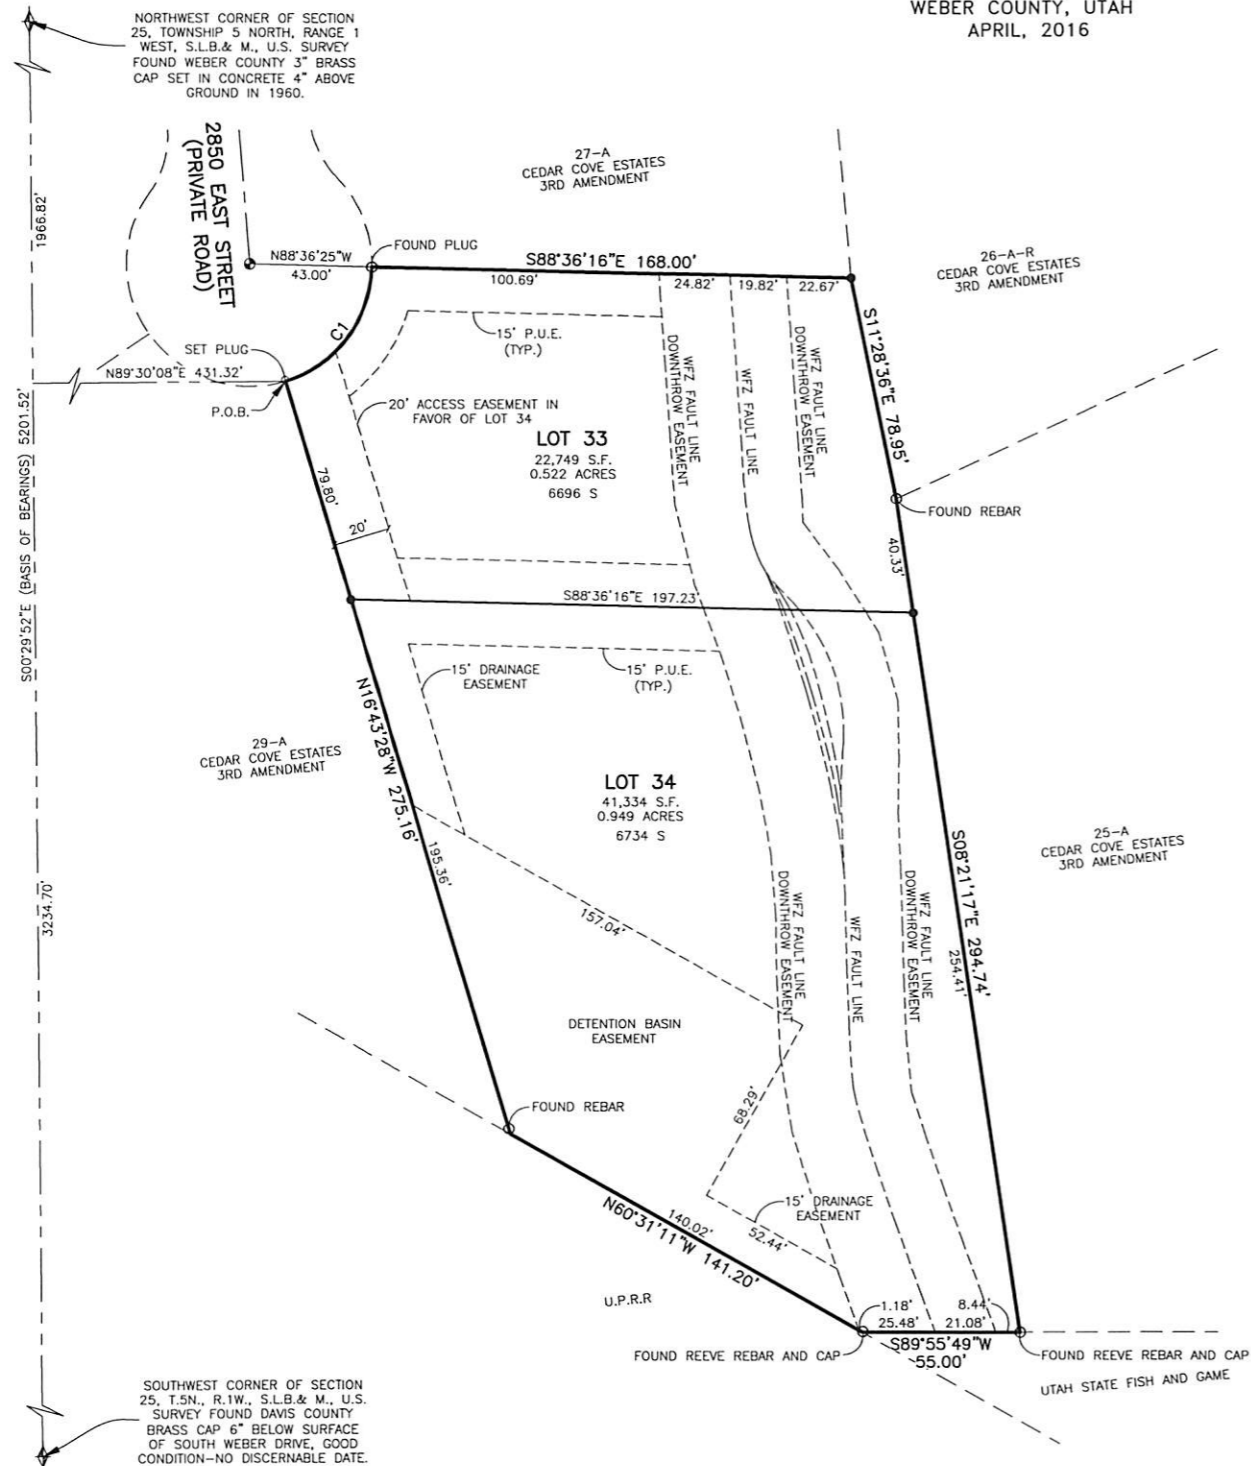 WEBER COUNTY, UTAH
APRIL, 2016
NORTHWEST CORNER OF SECTION
25, TOWNSHIP 5 NORTH, RANGE 1
WEST, S.L.B.& M., U.S. SURVEY
FOUND WEBER COUNTY 3" BRASS
CAP SET IN CONCRETE 4" ABOVE
GROUND IN 1960.
1966.82'
S00°29'52"E (BASIS OF BEARINGS) 5201.52'
3234.70'
2850 EAST STREET
(PRIVATE ROAD)
27-A
CEDAR COVE ESTATES
3RD AMENDMENT
26-A-R
CEDAR COVE ESTATES
3RD AMENDMENT
N88°36'25"W
43.00'
FOUND PLUG
S88°36'16"E 168.00'
100.69'
24.82'
19.82'
22.67'
C1
SET PLUG
N89°30'08"E 431.32'
P.O.B.
15' P.U.E.
(TYP.)
20' ACCESS EASEMENT IN
FAVOR OF LOT 34
LOT 33
22,749 S.F.
0.522 ACRES
6696 S
WFZ FAULT LINE
DOWNTHROW EASEMENT
WFZ FAULT LINE
WFZ FAULT LINE
DOWNTHROW EASEMENT
S11°28'36"E 78.95'
FOUND REBAR
40.33'
79.80'
20'
S88°36'16"E 197.23'
15' DRAINAGE
EASEMENT
15' P.U.E.
(TYP.)
N16°43'28"W 275.16'
195.36'
29-A
CEDAR COVE ESTATES
3RD AMENDMENT
LOT 34
41,334 S.F.
0.949 ACRES
6734 S
25-A
CEDAR COVE ESTATES
3RD AMENDMENT
S08°21'17"E 294.74'
254.41'
WFZ FAULT LINE
DOWNTHROW EASEMENT
WFZ FAULT LINE
WFZ FAULT LINE
DOWNTHROW EASEMENT
157.04'
DETENTION BASIN
EASEMENT
68.29'
FOUND REBAR
15' DRAINAGE
EASEMENT
52.44'
140.02'
N60°31'11"W 141.20'
U.P.R.R
1.18'
25.48'
8.44'
21.08'
S89°55'49"W
55.00'
FOUND REEVE REBAR AND CAP
FOUND REEVE REBAR AND CAP
UTAH STATE FISH AND GAME
SOUTHWEST CORNER OF SECTION
25, T.5N., R.1W., S.L.B.& M., U.S.
SURVEY FOUND DAVIS COUNTY
BRASS CAP 6" BELOW SURFACE
OF SOUTH WEBER DRIVE, GOOD
CONDITION-NO DISCERNABLE DATE.